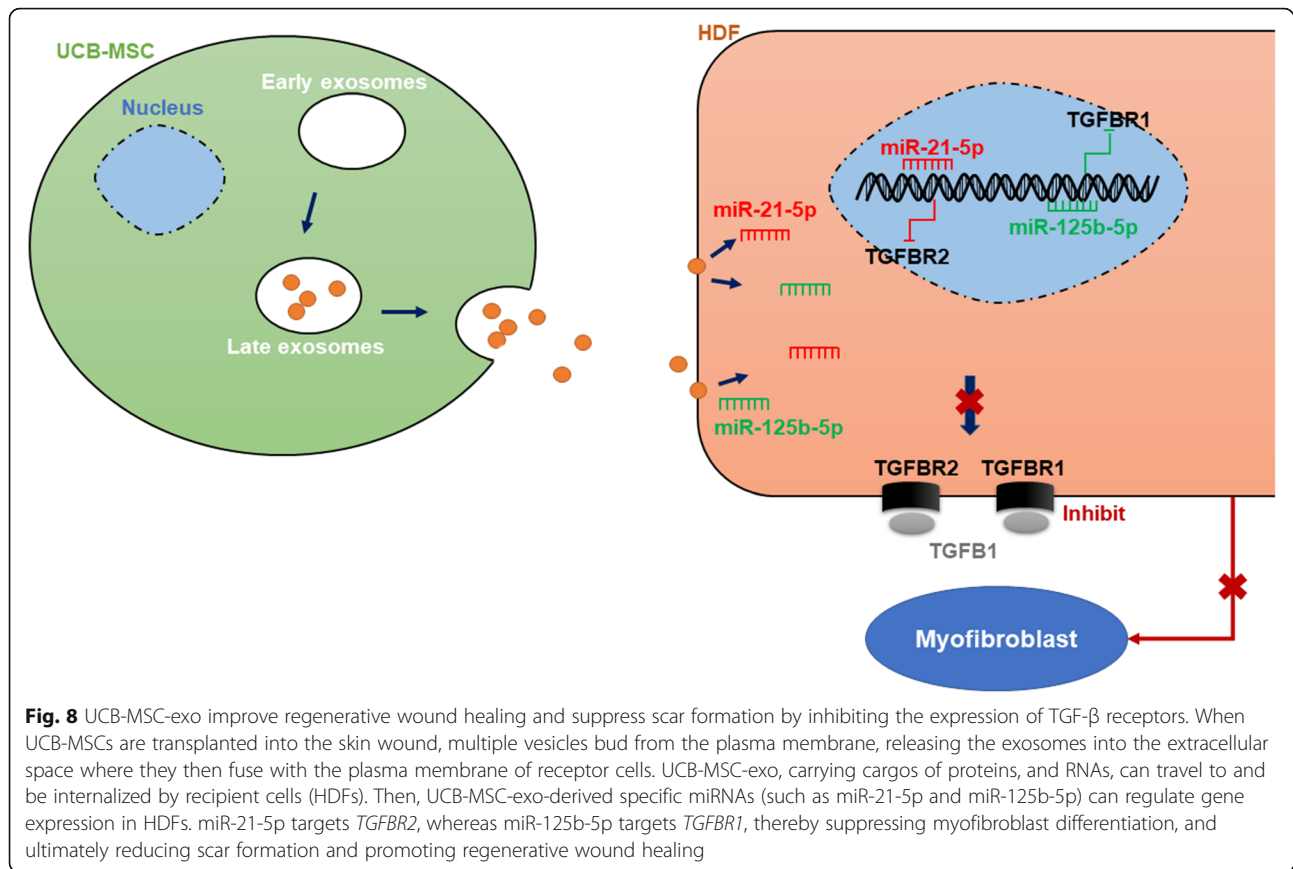 UCB-MSC
Early exosomes
Nucleus
Late exosomes
HDF
TGFBR1
miR-21-5p
miR-125b-5p
TGFBR2
miR-21-5p
miR-125b-5p
TGFBR2
TGFBR1
Inhibit
TGFB1
Myofibroblast
Fig. 8 UCB-MSC-exo improve regenerative wound healing and suppress scar formation by inhibiting the expression of TGF-β receptors. When
UCB-MSCs are transplanted into the skin wound, multiple vesicles bud from the plasma membrane, releasing the exosomes into the extracellular
space where they then fuse with the plasma membrane of receptor cells. UCB-MSC-exo, carrying cargos of proteins, and RNAs, can travel to and
be internalized by recipient cells (HDFs). Then, UCB-MSC-exo-derived specific miRNAs (such as miR-21-5p and miR-125b-5p) can regulate gene
expression in HDFs. miR-21-5p targets TGFBR2, whereas miR-125b-5p targets TGFBR1, thereby suppressing myofibroblast differentiation, and
ultimately reducing scar formation and promoting regenerative wound healing